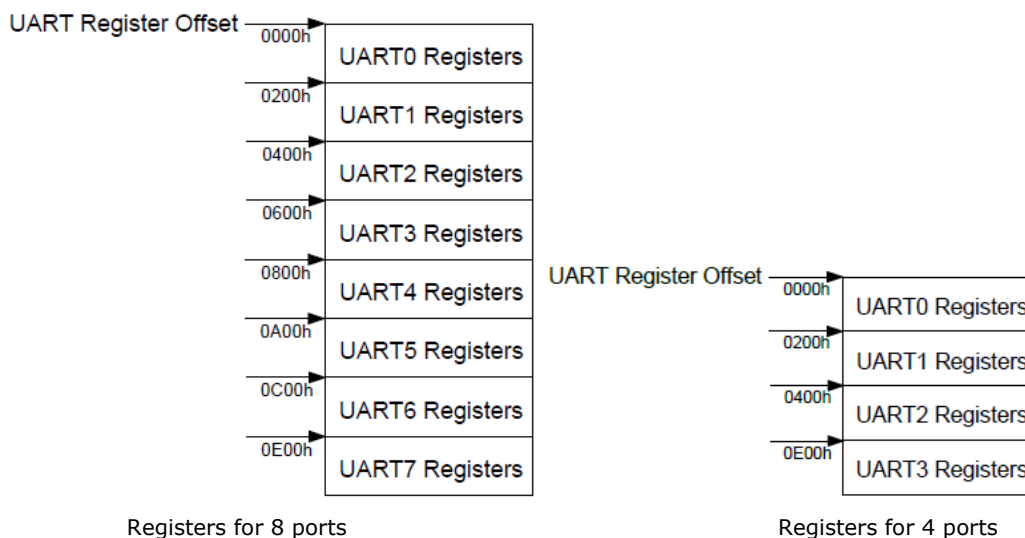 UART Register Offset
0000h
UART0 Registers
0200h
UART1 Registers
0400h
UART2 Registers
0600h
UART3 Registers
0800h
UART4 Registers
0A00h
UART5 Registers
0C00h
UART6 Registers
0E00h
UART7 Registers
Registers for 8 ports
UART Register Offset
0000h
UART0 Registers
0200h
UART1 Registers
0400h
UART2 Registers
0E00h
UART3 Registers
Registers for 4 ports